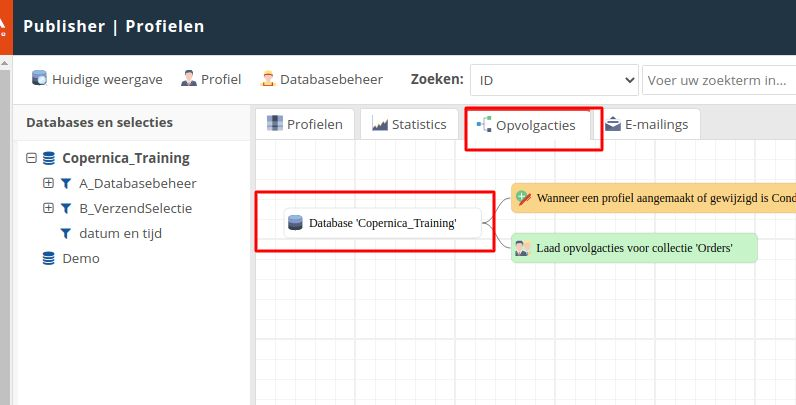 Publisher | Profielen
Huidige weergave Profiel Databasebeheer Zoeken: ID Voer uw zoekterm in...
Databases en selecties
Profielen Statistics Opvolgacties E-mailings
Copernica_Training
A_Databasebeheer
B_VerzendSelectie
datum en tijd
Demo
Database 'Copernica_Training'
Wanneer een profiel aangemaakt of gewijzigd is Cond
Laad opvolgacties voor collectie 'Orders'